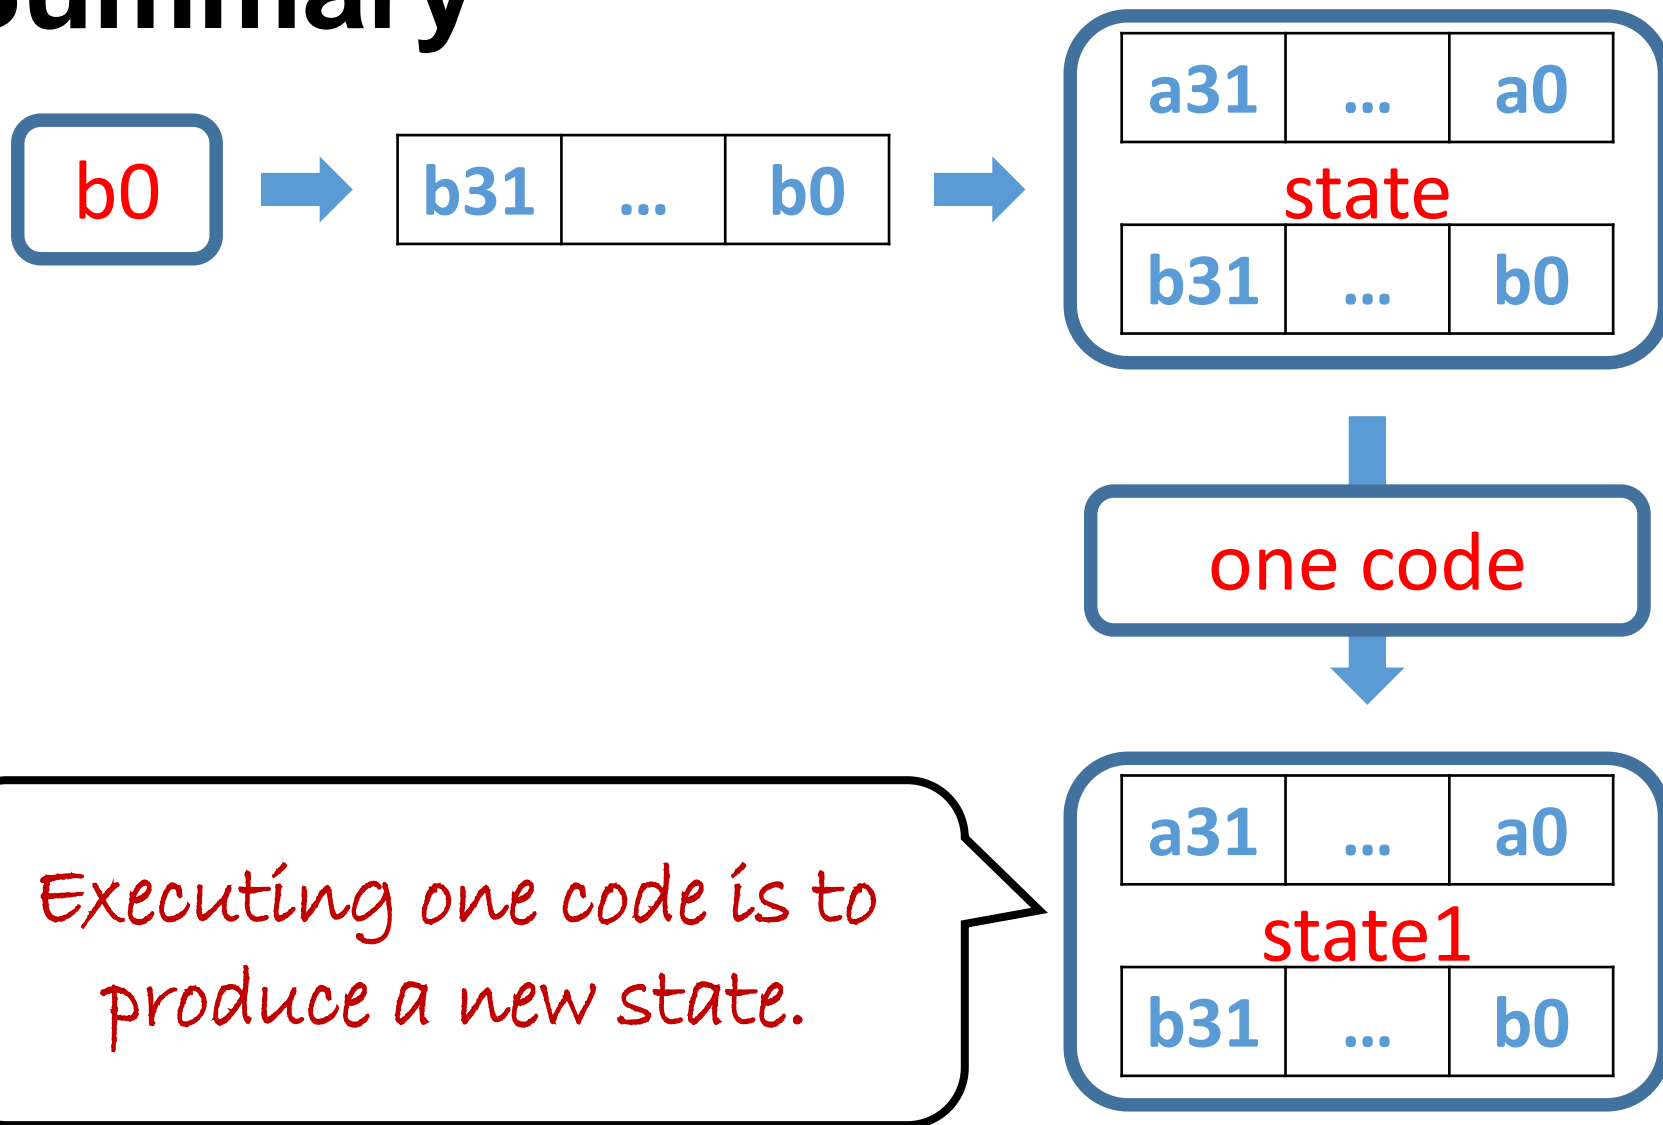 Summary
a31 ... a0
b0
b31 ... b0
state
b31 ... b0
one code
a31 ... a0
Executing one code is to
state1
produce a new state.
b31 ... b0